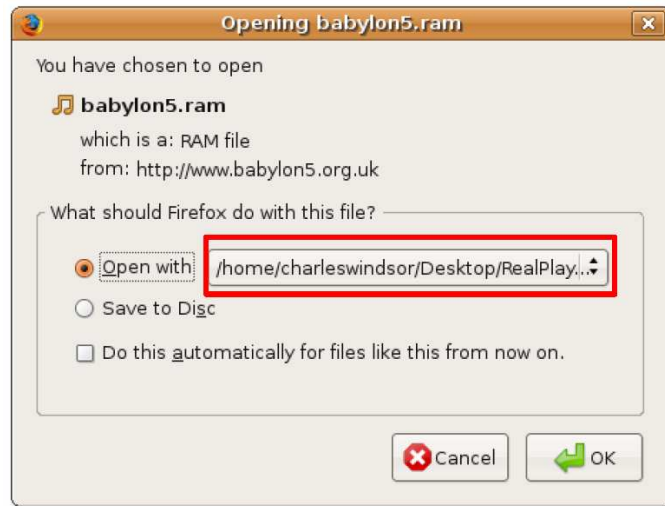 Opening babylon5.ram
You have chosen to open
babylon5.ram
which is a: RAM file
from: http://www.babylon5.org.uk
What should Firefox do with this file?
Open with /home/charleswindsor/Desktop/RealPlay...
Save to Disc
Do this automatically for files like this from now on.
Cancel OK